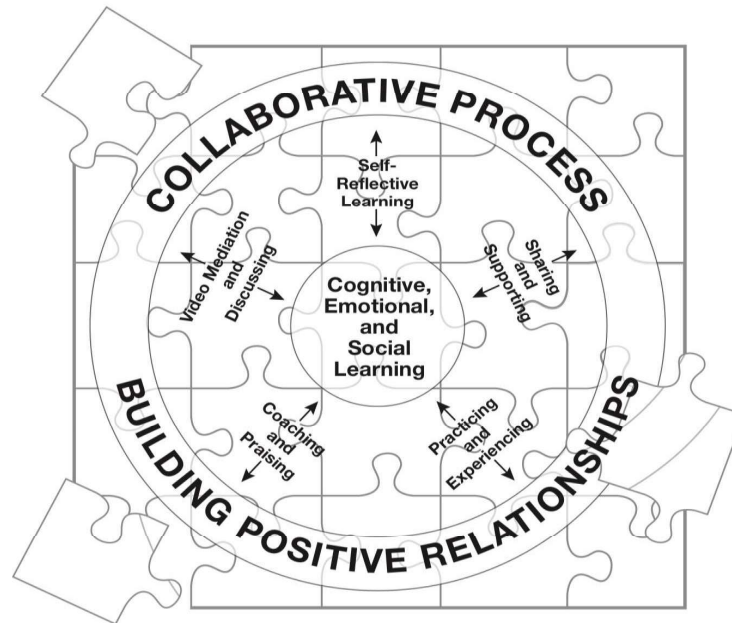 COLLABORATIVE PROCESS
Self-
Reflective
Learning
Video Mediation
and
Discussing
Sharing
and
Supporting
Cognitive,
Emotional,
and
Social
Learning
Coaching
and
Praising
Practicing
and
Experiencing
BUILDING POSITIVE RELATIONSHIPS